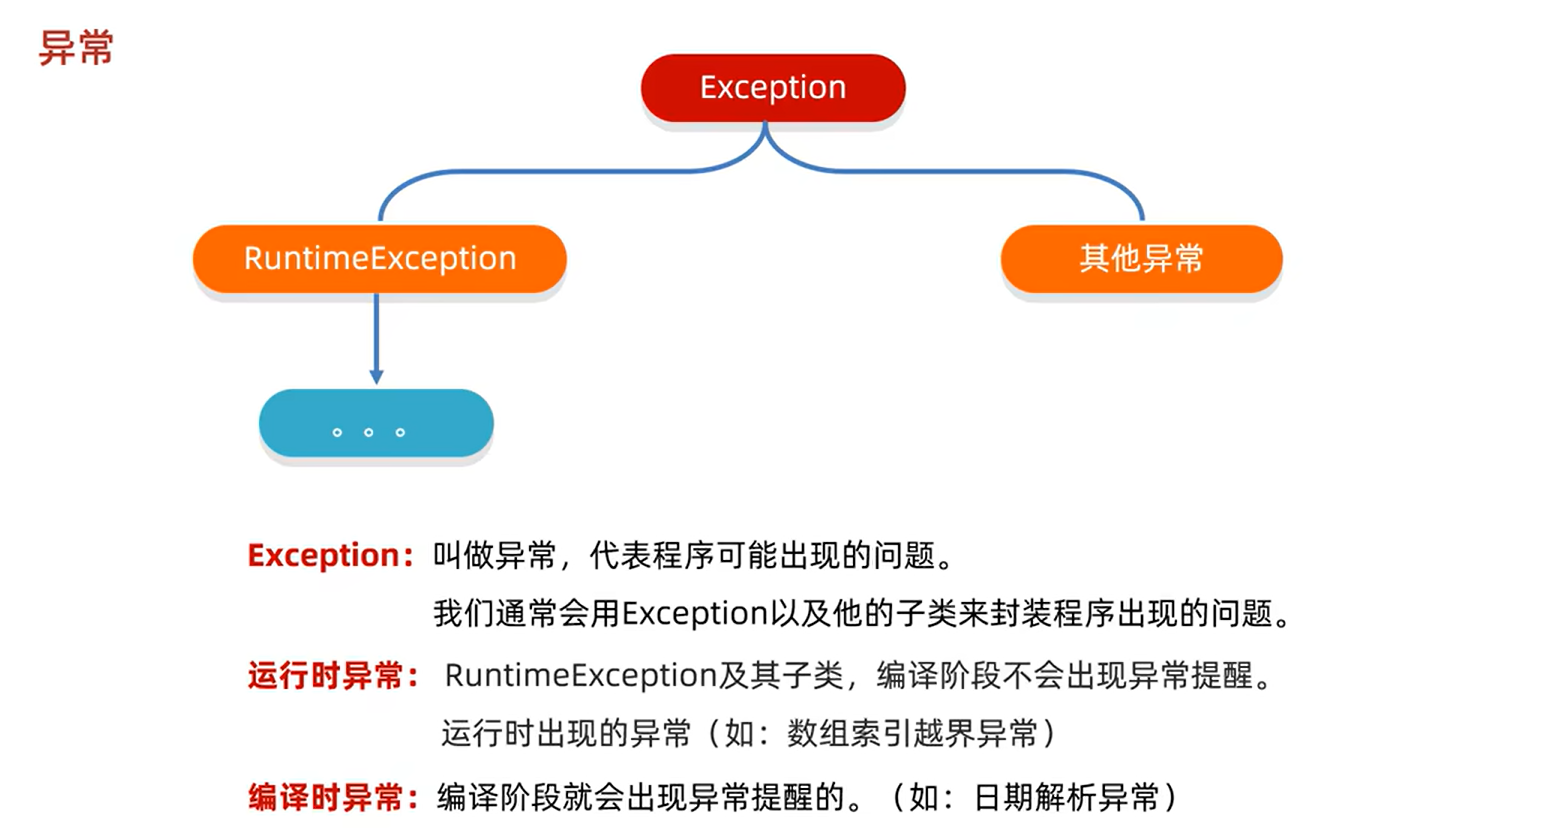 异常
Exception
RuntimeException
其他异常
。。。
Exception：叫做异常，代表程序可能出现的问题。
我们通常会用Exception以及他的子类来封装程序出现的问题。
运行时异常： RuntimeException及其子类，编译阶段不会出现异常提醒。
运行时出现的异常（如：数组索引越界异常）
编译时异常：编译阶段就会出现异常提醒的。（如：日期解析异常）